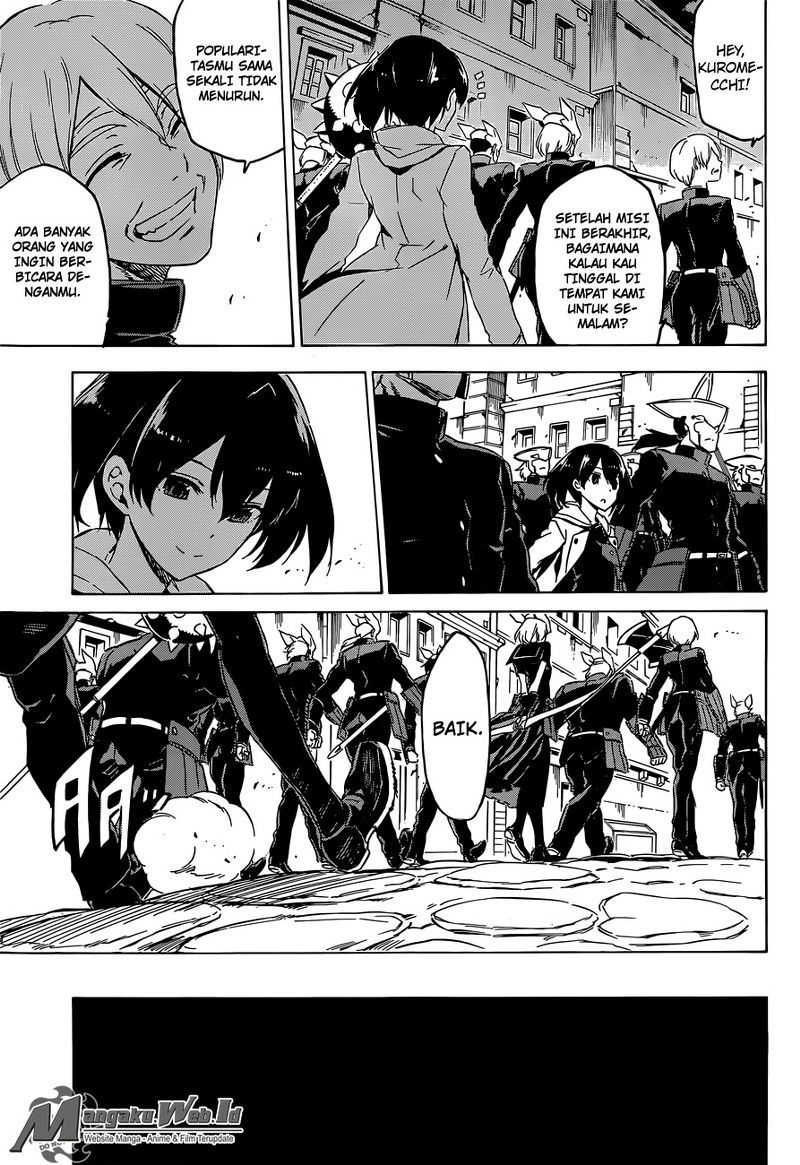 HEY,
KUROME-
CCHI!
SETELAH MISI
INI BERAKHIR,
BAGAIMANA
KALAU KAU
TINGGAL DI
TEMPAT KAMI
UNTUK SE-
MALAM?
POPULARI-
TASMU SAMA
SEKALI TIDAK
MENURUN.
ADA BANYAK
ORANG YANG
INGIN BER-
BICARA DE-
NGANMU.
BAIK.
Mangaku.Web.Id
Website Manga - Anime & Film Terupdate